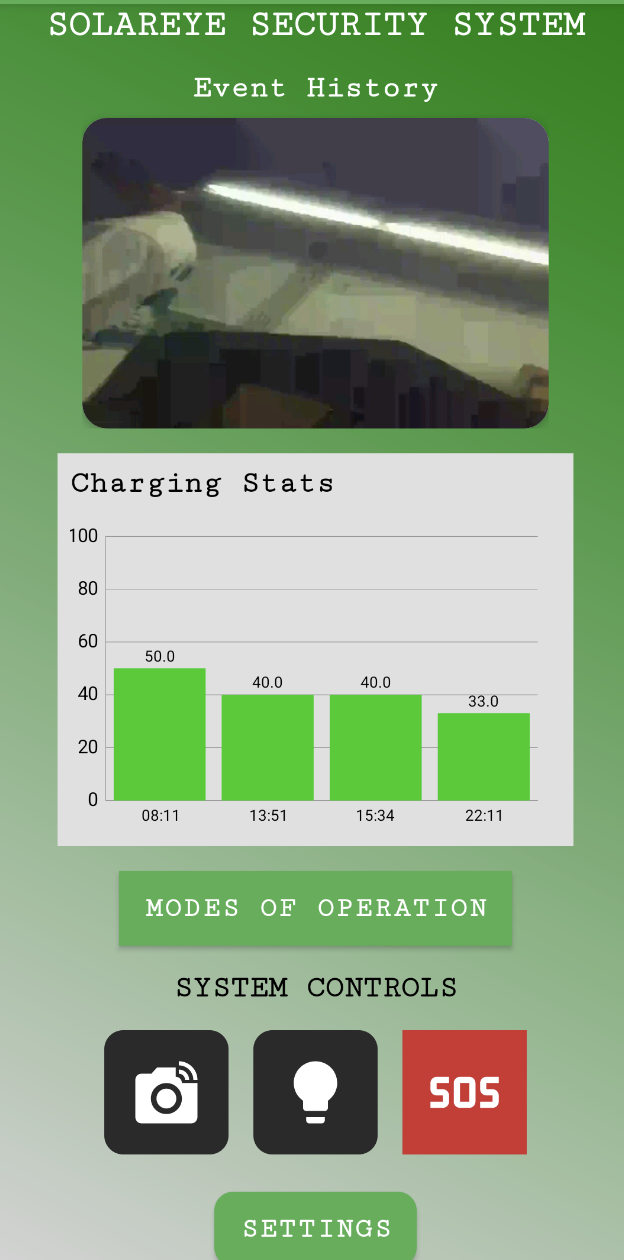 SOLAREYE SECURITY SYSTEM
Event History
Charging Stats
100
80
60
40
20
0
50.0
40.0
40.0
33.0
08:11 13:51 15:34 22:11
MODES OF OPERATION
SYSTEM CONTROLS
SOS
SETTINGS